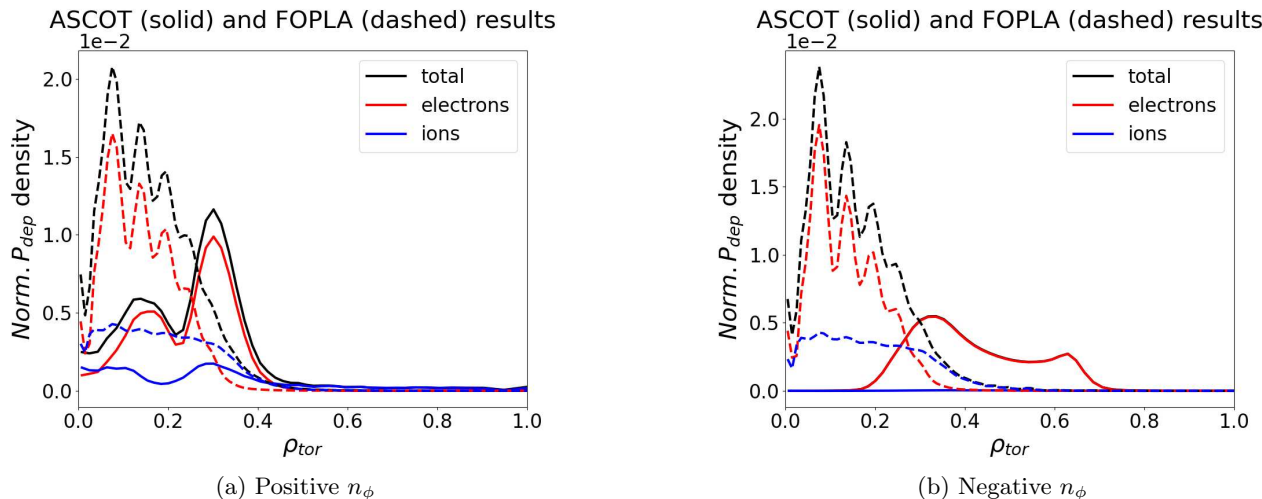 ASCOT (solid) and FOPLA (dashed) results
1e−2
2.0
1.5
1.0
0.5
0.0
Norm. P_dep density
total
electrons
ions
0.0 0.2 0.4 0.6 0.8 1.0
ρ_tor
(a) Positive n_ϕ
ASCOT (solid) and FOPLA (dashed) results
1e−2
2.0
1.5
1.0
0.5
0.0
Norm. P_dep density
total
electrons
ions
0.0 0.2 0.4 0.6 0.8 1.0
ρ_tor
(b) Negative n_ϕ